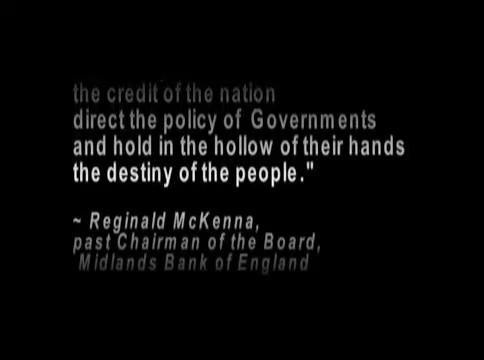 the credit of the nation
direct the policy of Governments
and hold in the hollow of their hands
the destiny of the people."
~ Reginald McKenna,
past Chairman of the Board,
Midlands Bank of England